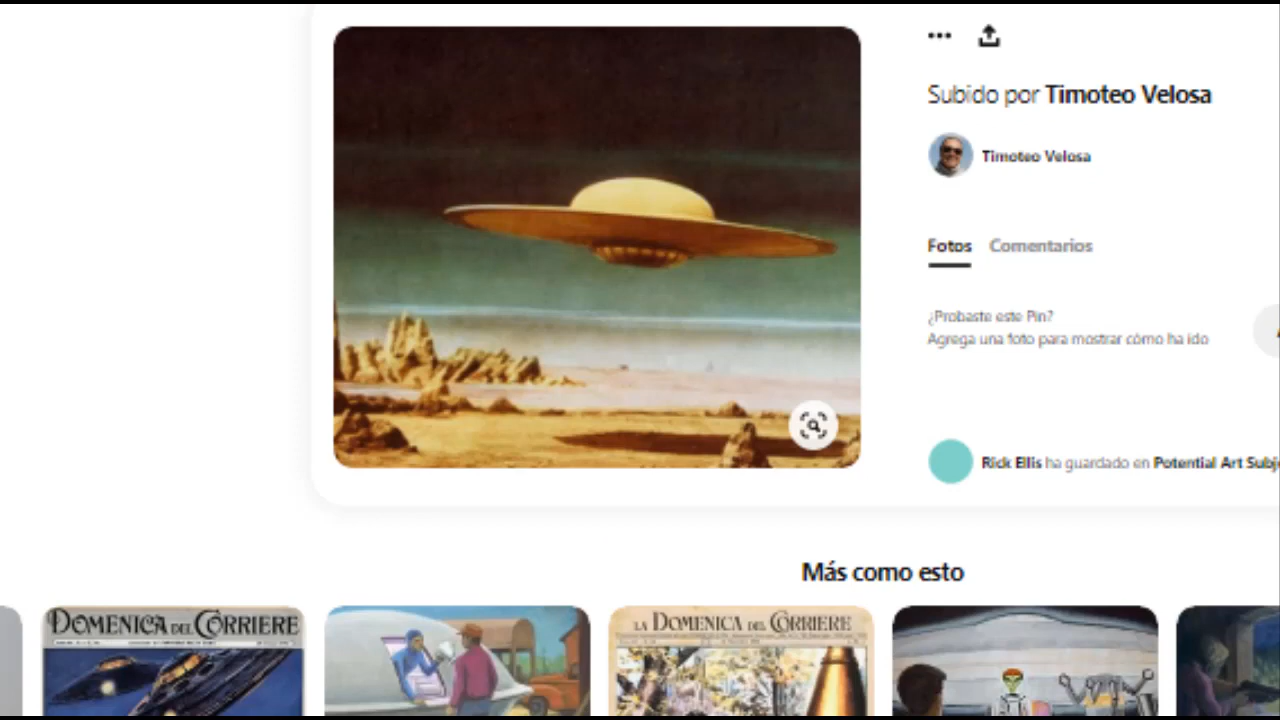 Subido por Timoteo Velosa
Timoteo Velosa
Fotos Comentarios
¿Probaste este Pin?
Agrega una foto para mostrar cómo ha ido
Rick Ellis ha guardado en Potential Art
Más como esto
DOMENICA DEL CORRIERE
LA DOMENICA DEL CORRIERE